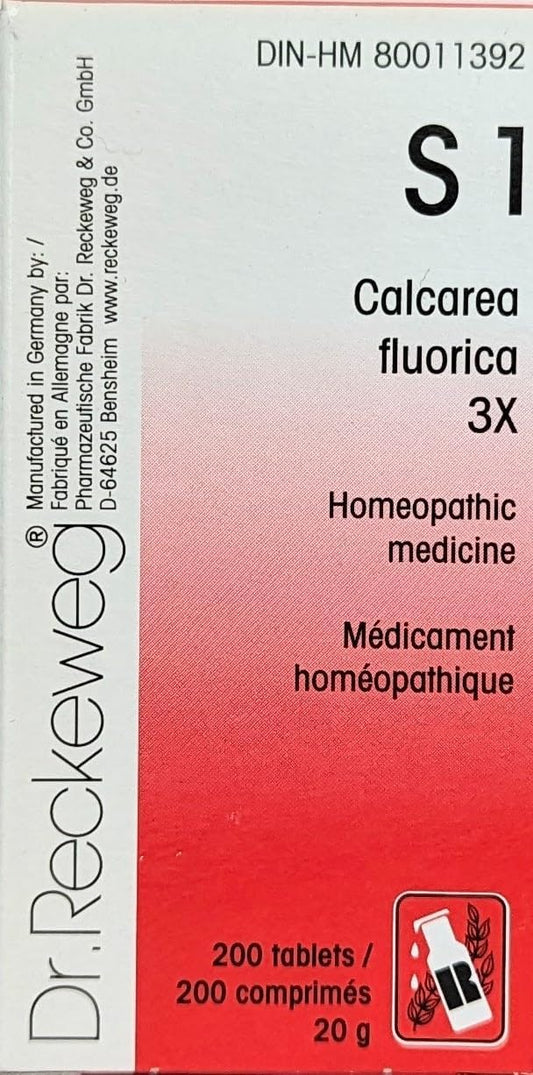 DIN-HM 80011392
S 1
Calcarea
fluorica
3X
Homeopathic
medicine
Médicament
homéopathique
200 tablets /
200 comprimés
20 g
R
Dr. Reckeweg®
Manufactured in Germany by: /
Fabriqué en Allemagne par:
Pharmazeutische Fabrik Dr. Reckeweg & Co. GmbH
D-64625 Bensheim www.reckeweg.de